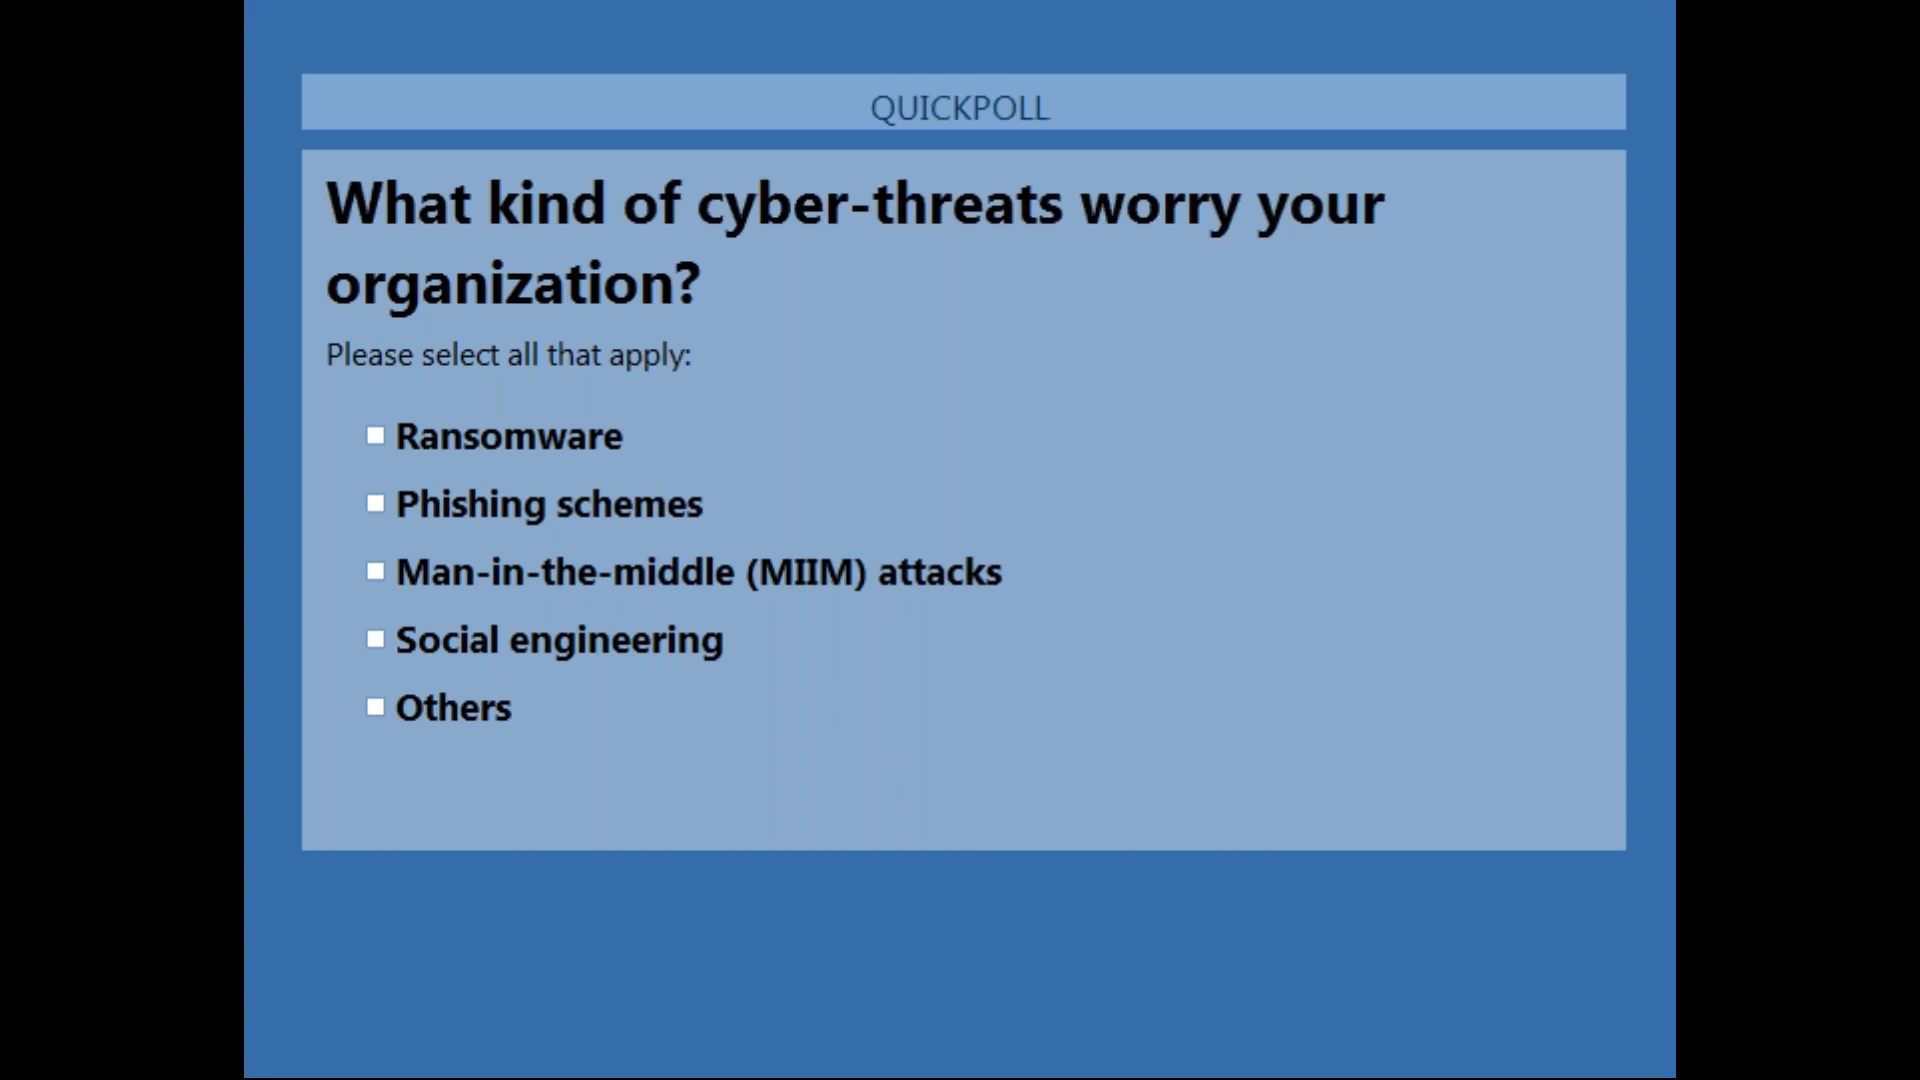 QUICKPOLL
What kind of cyber-threats worry your
organization?
Please select all that apply:
Ransomware
Phishing schemes
Man-in-the-middle (MIIM) attacks
Social engineering
Others